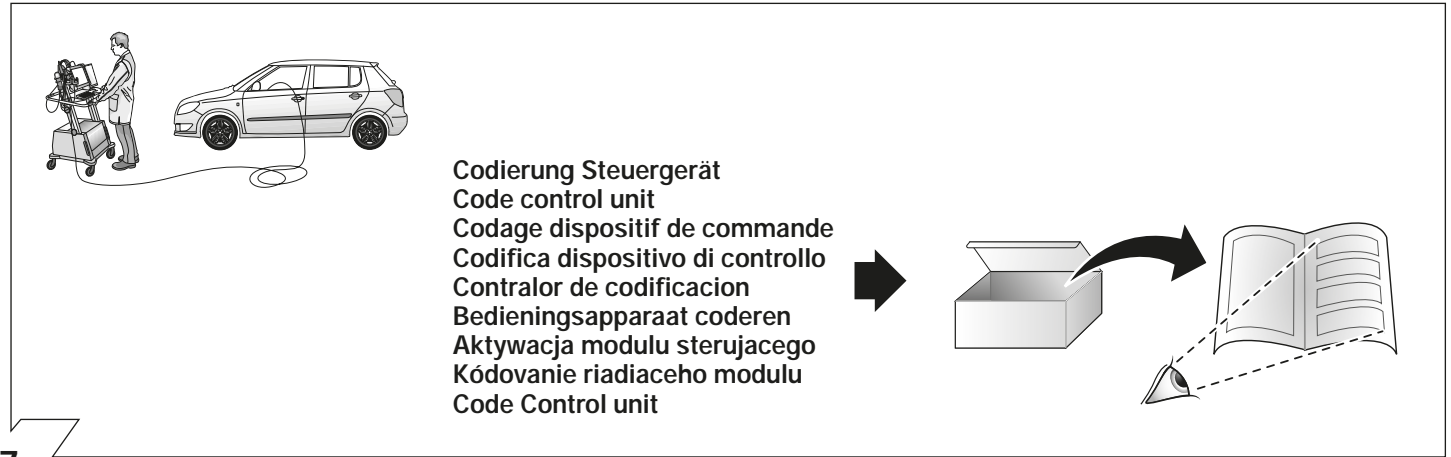 Codierung Steuergerät
Code control unit
Codage dispositif de commande
Codifica dispositivo di controllo
Contralor de codificacion
Bedieningsapparaat coderen
Aktywacja modulu sterujacego
Kódovanie riadiaceho modulu
Code Control unit
7